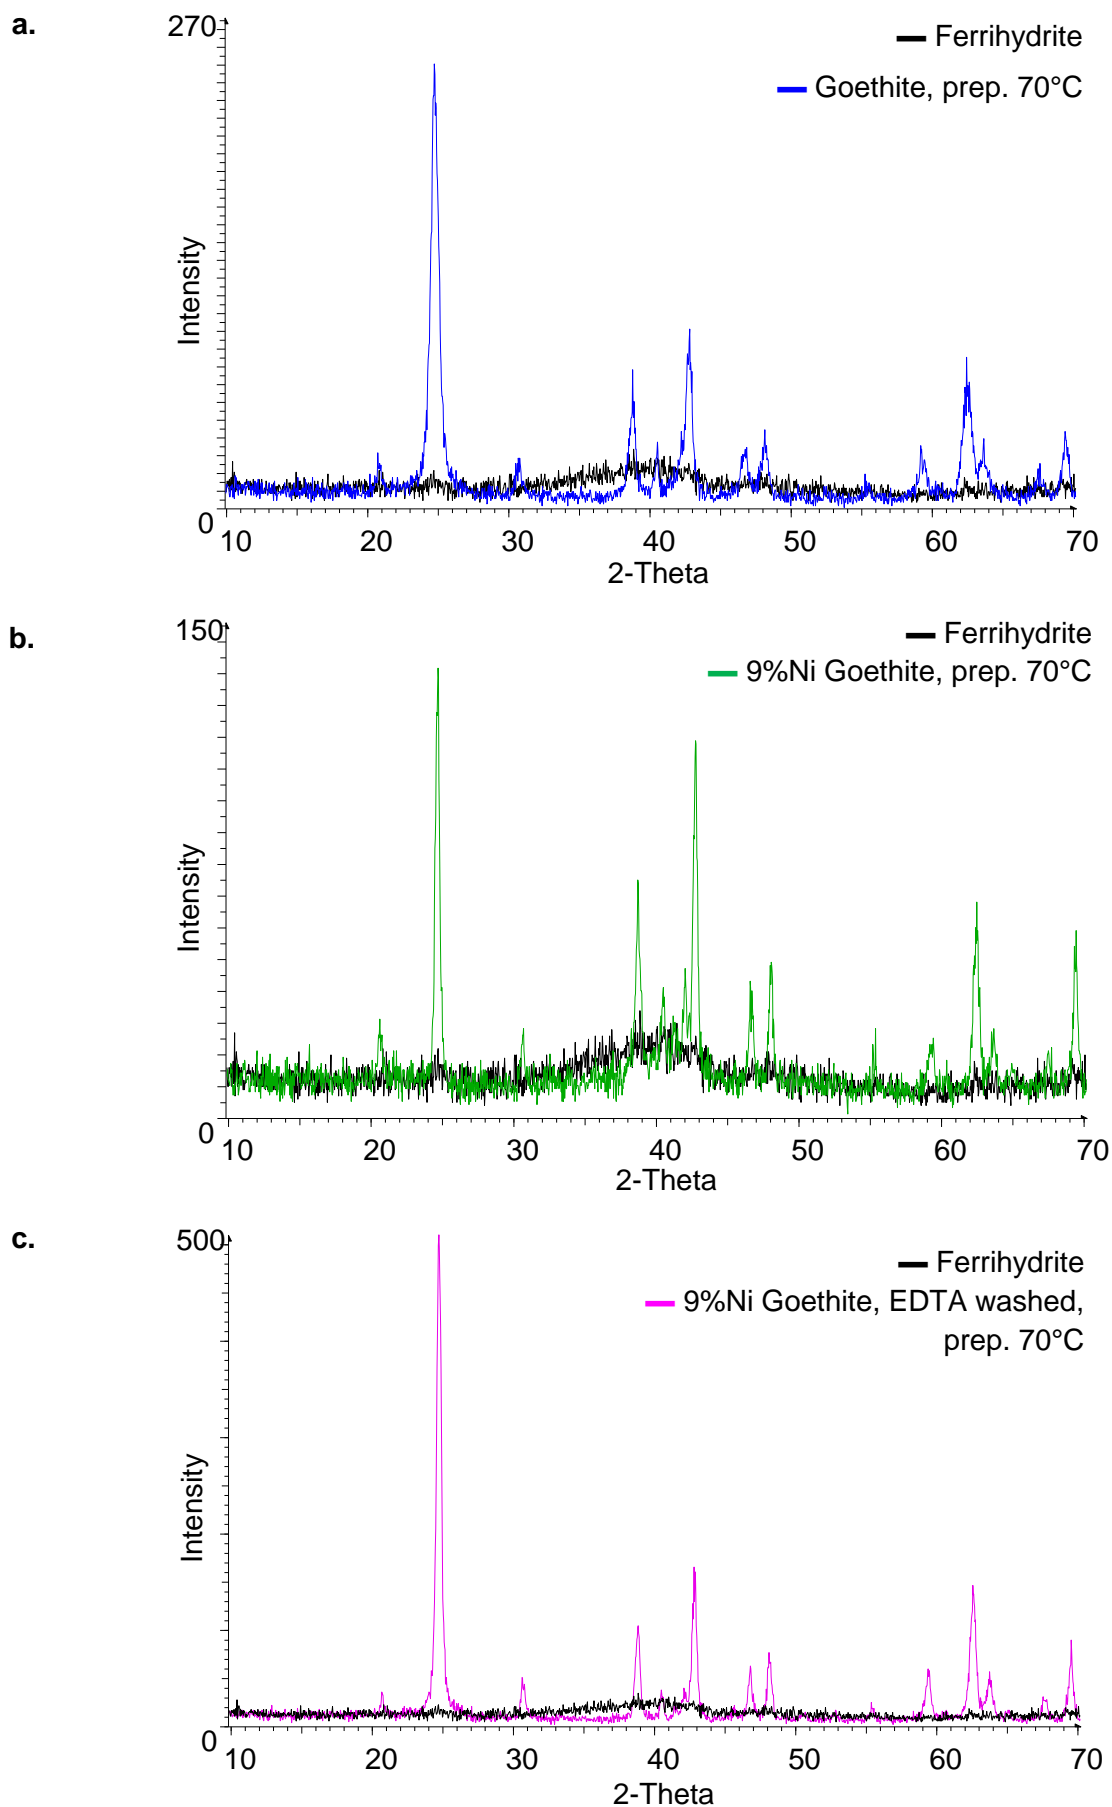 a.
270
Ferrihydrite
Goethite, prep. 70°C
Intensity
0
10 20 30 40 50 60 70
2-Theta
b.
150
Ferrihydrite
9%Ni Goethite, prep. 70°C
Intensity
0
10 20 30 40 50 60 70
2-Theta
c.
500
Ferrihydrite
9%Ni Goethite, EDTA washed,
prep. 70°C
Intensity
0
10 20 30 40 50 60 70
2-Theta